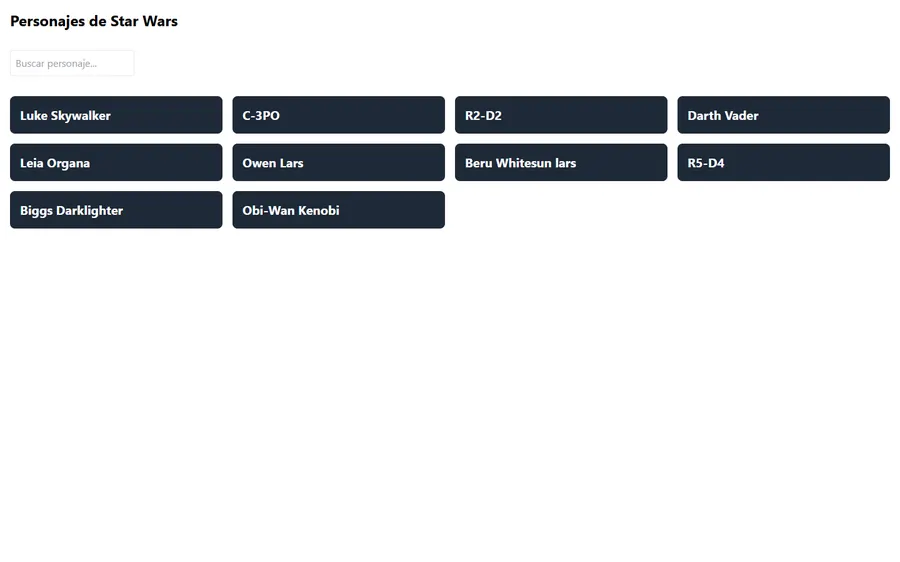 Personajes de Star Wars
Buscar personaje...
Luke Skywalker
C-3PO
R2-D2
Darth Vader
Leia Organa
Owen Lars
Beru Whitesun lars
R5-D4
Biggs Darklighter
Obi-Wan Kenobi